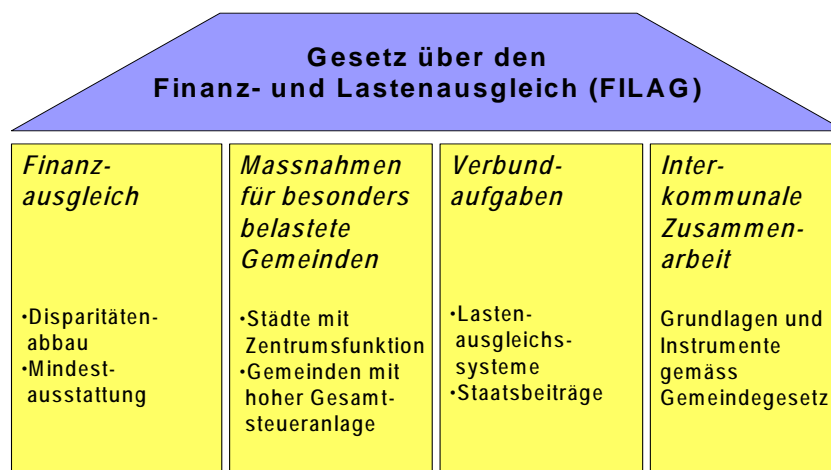 Gesetz über den
Finanz- und Lastenausgleich (FILAG)
Finanz-
ausgleich
•Disparitäten-
abbau
•Mindest-
ausstattung
Massnahmen
für besonders
belastete
Gemeinden
•Städte mit
Zentrumsfunktion
•Gemeinden mit
hoher Gesamt-
steueranlage
Verbund-
aufgaben
•Lasten-
ausgleichs-
systeme
•Staatsbeiträge
Inter-
kommunale
Zusammen-
arbeit
Grundlagen und
Instrumente
gemäss
Gemeindegesetz